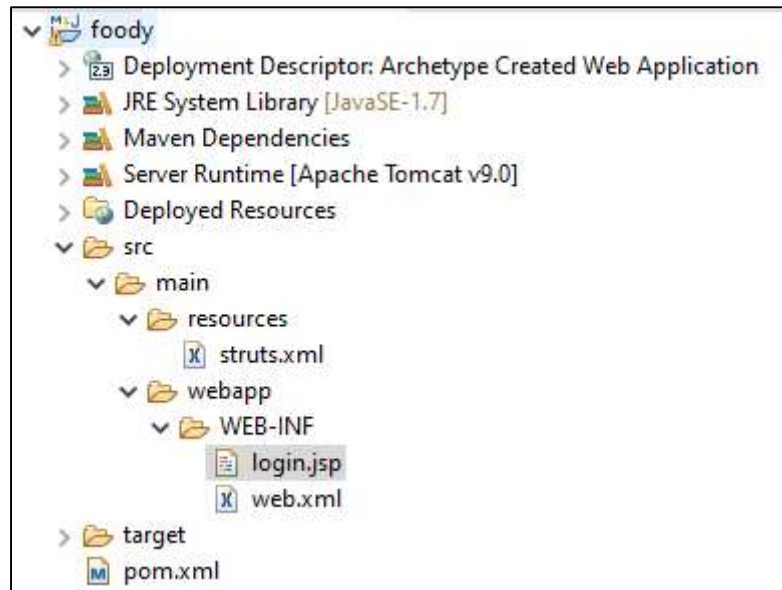 foody
Deployment Descriptor: Archetype Created Web Application
JRE System Library [JavaSE-1.7]
Maven Dependencies
Server Runtime [Apache Tomcat v9.0]
Deployed Resources
src
main
resources
struts.xml
webapp
WEB-INF
login.jsp
web.xml
target
pom.xml